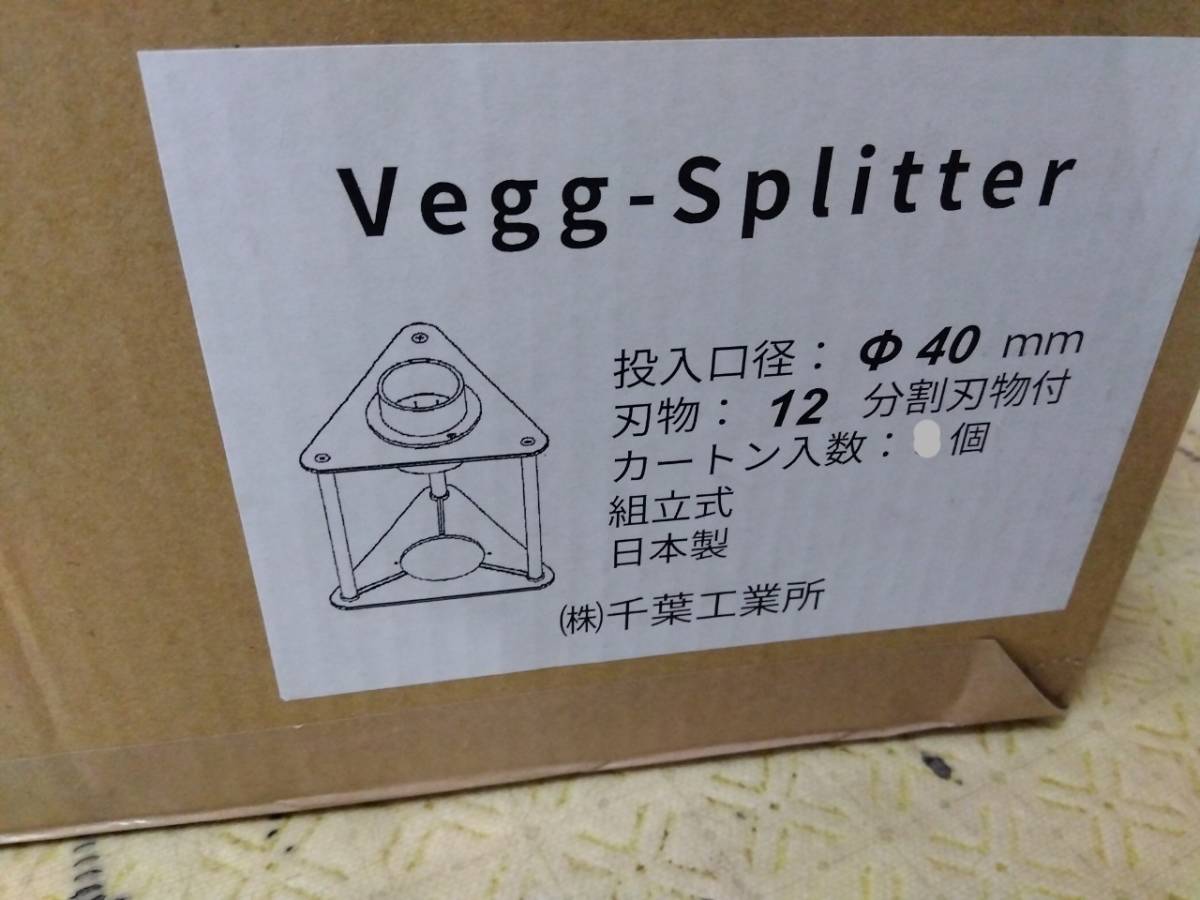 Vegg-Splitter
投入口径： Φ 40 mm
刃物： 12 分割刃物付
カートン入数： 個
組立式
日本製
㈱千葉工業所